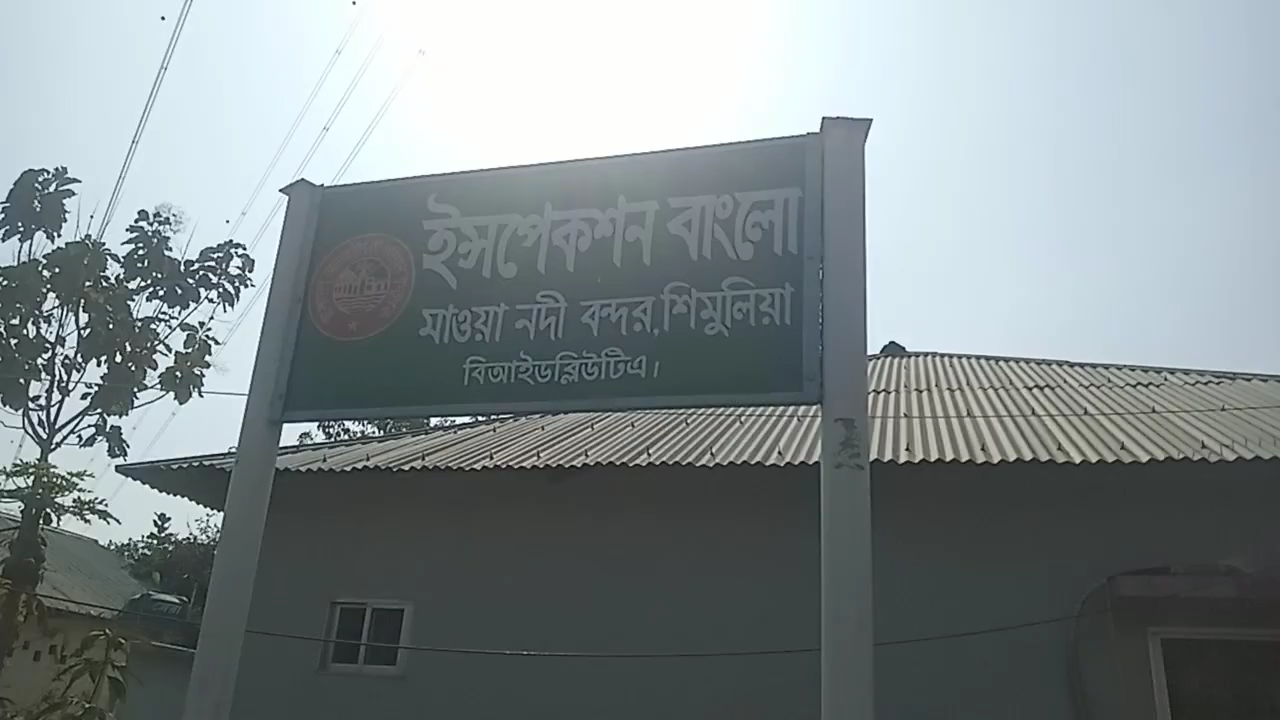 ইন্সপেকশন বাংলো
মাওয়া নদী বন্দর,শিমুলিয়া
বিআইডব্লিউটিএ।